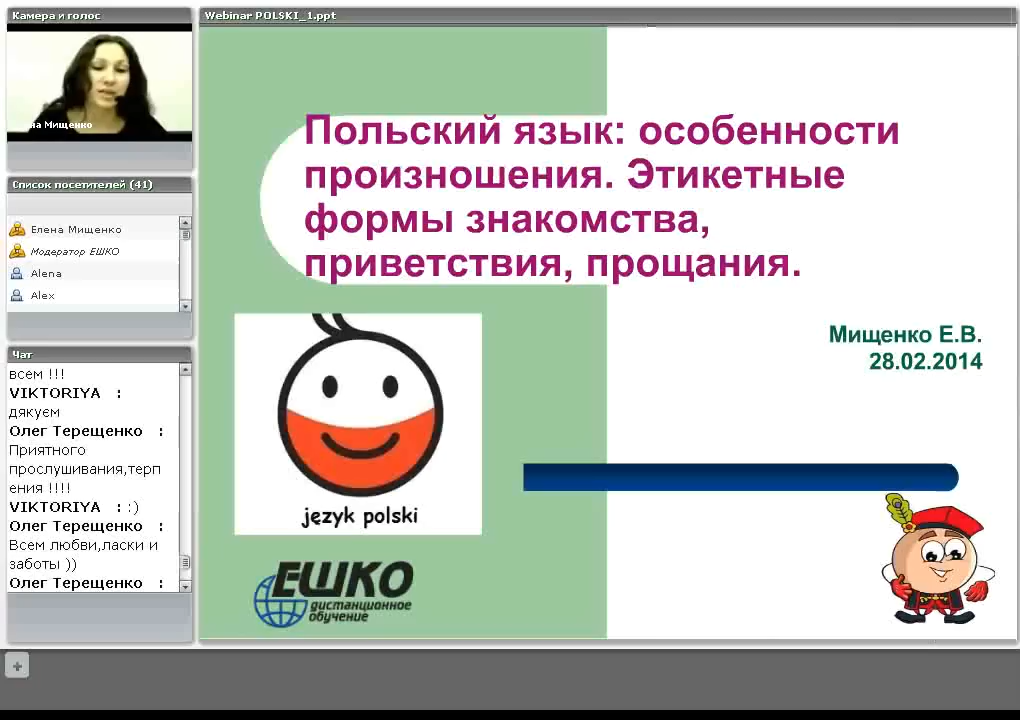 Камера и голос
на Мищенко
Список посетителей (41)
Елена Мищенко
Модератор ЕШКО
Alena
Alex
Чат
всем !!!
VIKTORIYA :
дякуєм
Олег Терещенко :
Приятного
прослушивания,терп
ения !!!!
VIKTORIYA : :)
Олег Терещенко :
Всем любви,ласки и
заботы ))
Олег Терещенко :
Webinar POLSKI_1.ppt
Польский язык: особенности
произношения. Этикетные
формы знакомства,
приветствия, прощания.
Мищенко Е.В.
28.02.2014
język polski
ЕШКО
дистанционное
обучение